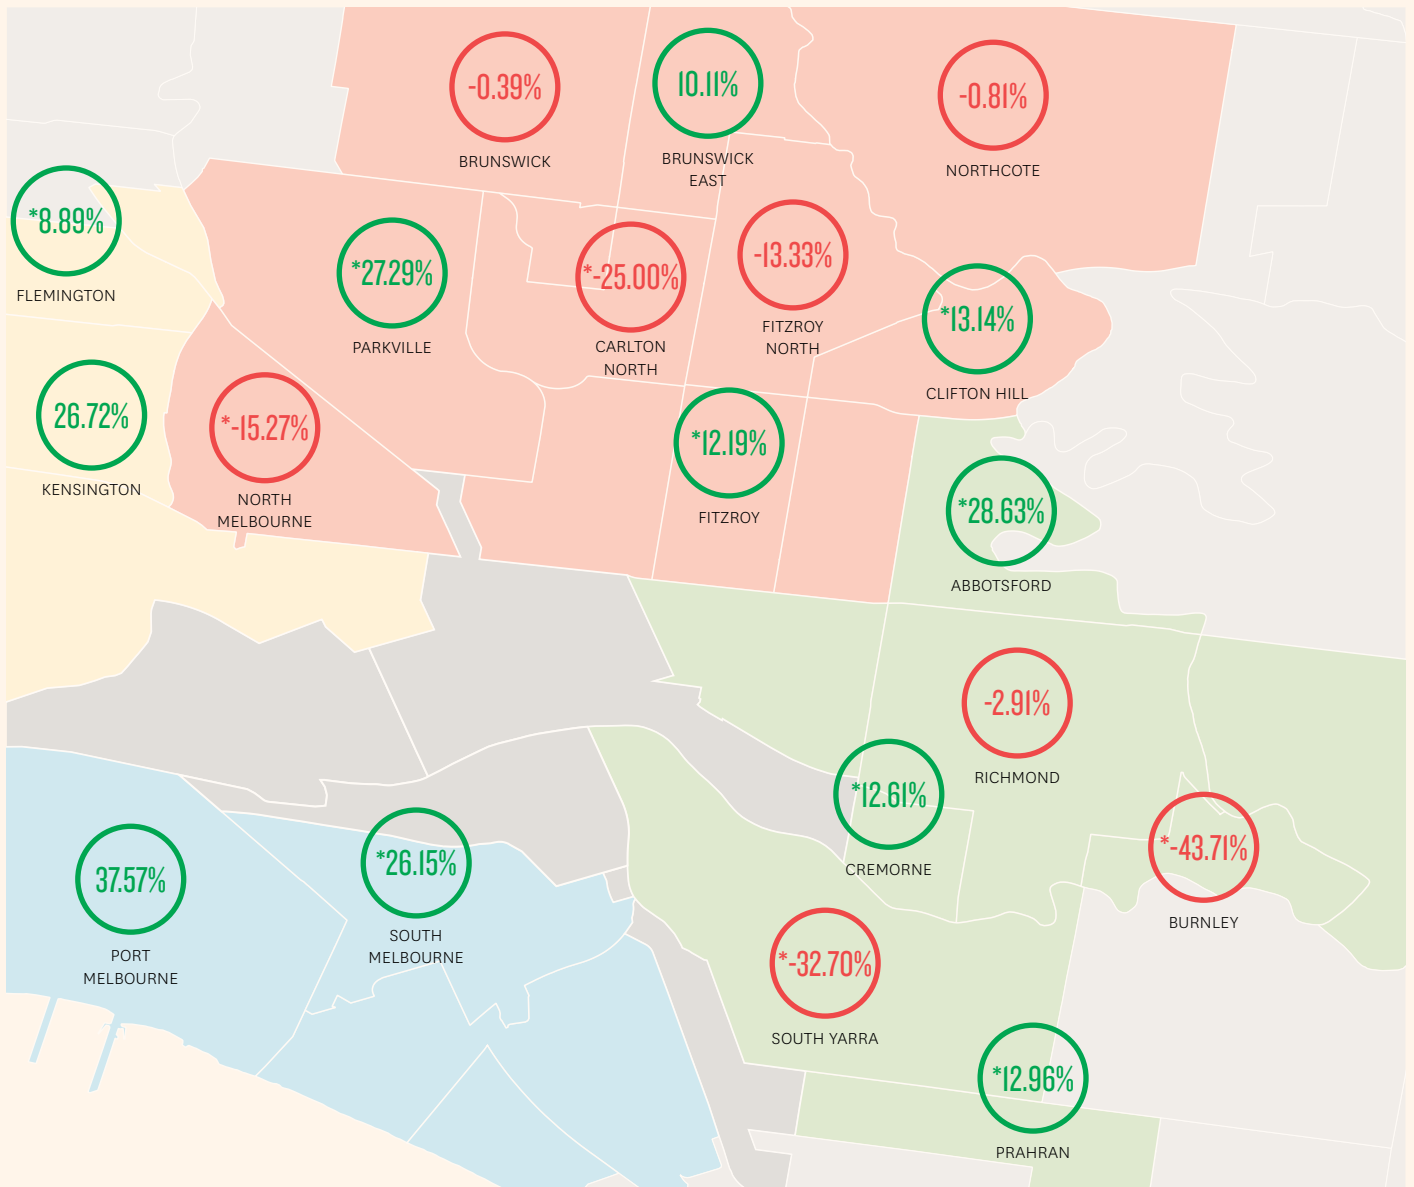 -0.39%
BRUNSWICK
10.11%
BRUNSWICK
EAST
-0.81%
NORTHCOTE
*8.89%
FLEMINGTON
*27.29%
PARKVILLE
*-25.00%
CARLTON
NORTH
-13.33%
FITZROY
NORTH
*13.14%
CLIFTON HILL
26.72%
KENSINGTON
*-15.27%
NORTH
MELBOURNE
*12.19%
FITZROY
*28.63%
ABBOTSFORD
-2.91%
RICHMOND
*12.61%
CREMORNE
*-43.71%
BURNLEY
37.57%
PORT
MELBOURNE
*26.15%
SOUTH
MELBOURNE
*-32.70%
SOUTH YARRA
*12.96%
PRAHRAN